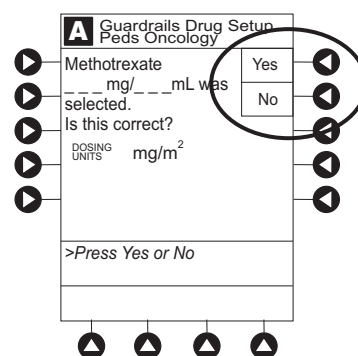 A Guardrails Drug Setup
Peds Oncology
Methotrexate Yes
_ _ _ mg/_ _ _mL was
selected. No
Is this correct?
DOSING UNITS mg/m²
>Press Yes or No